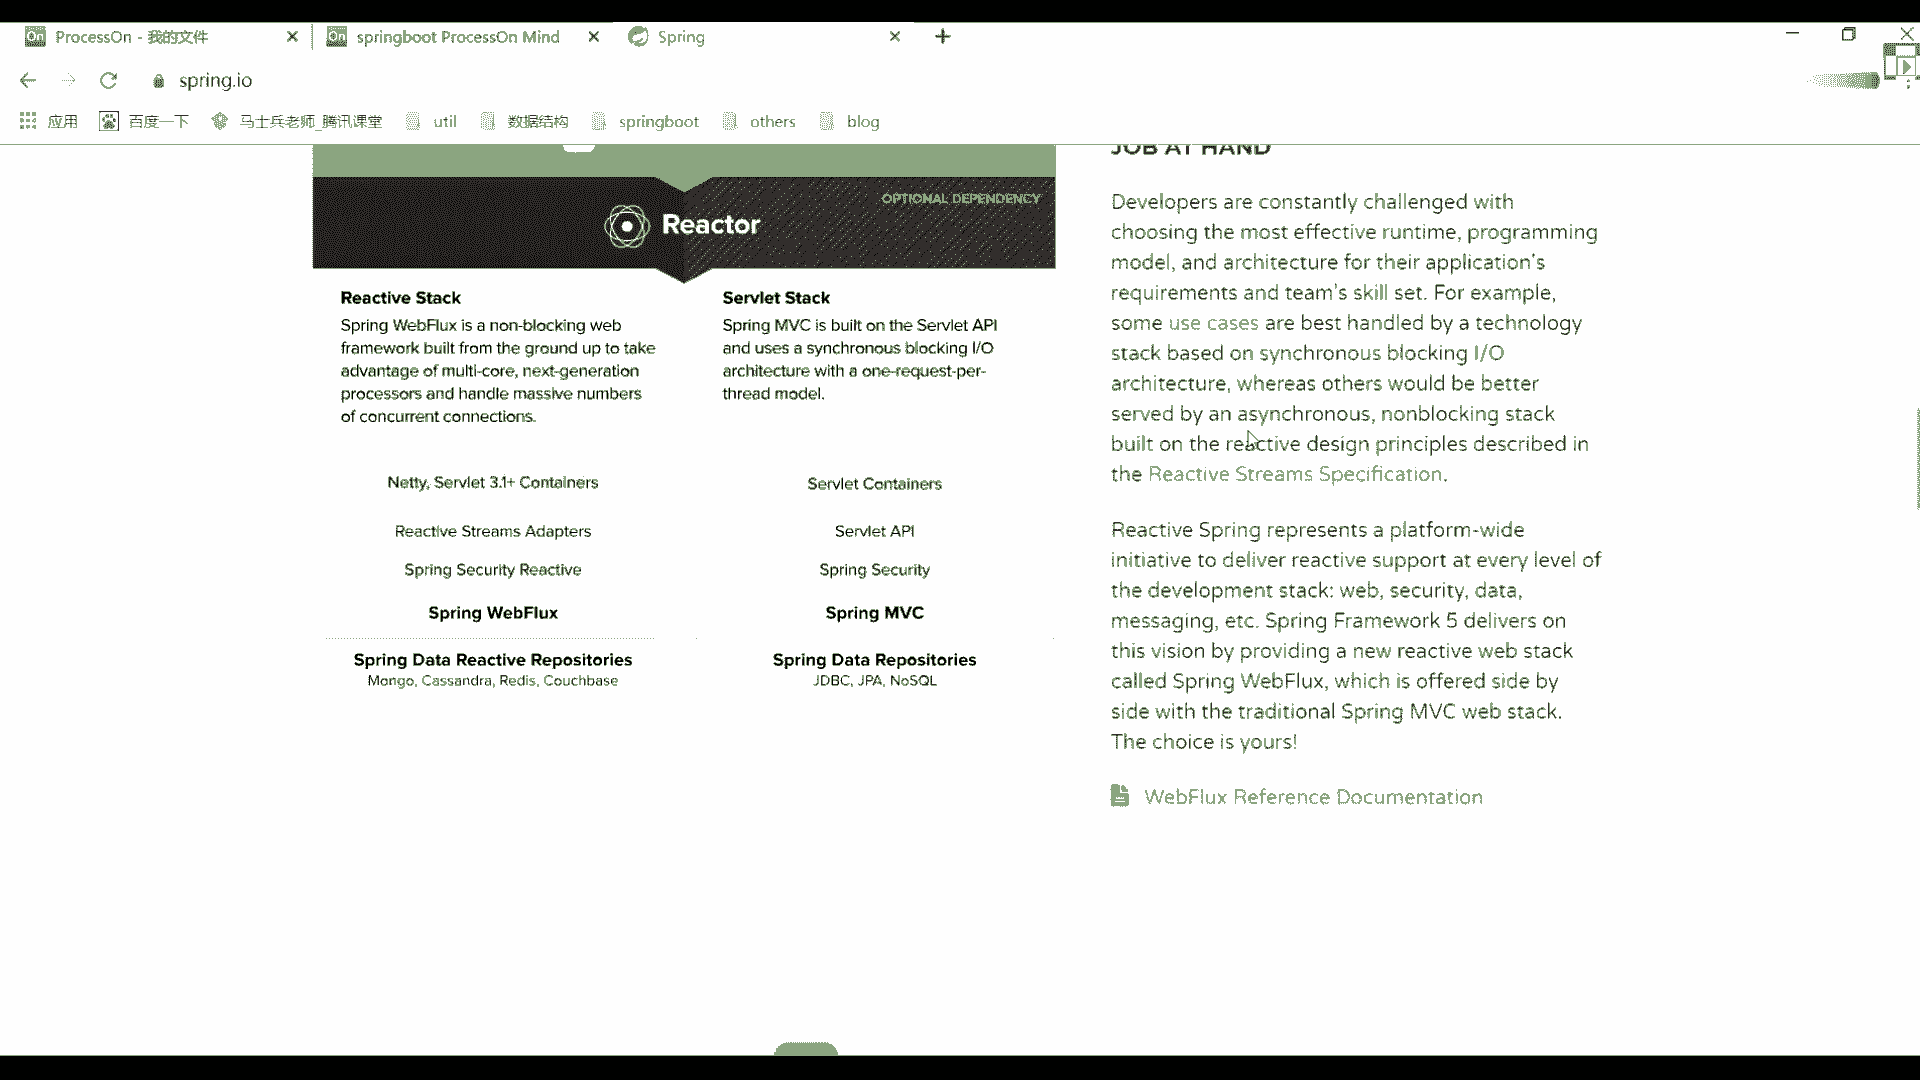 ProcessOn - 我的文件
springboot ProcessOn Mind
Spring
spring.io
应用
百度一下
马士兵老师_腾讯课堂
util
数据结构
springboot
others
blog
OPTIONAL DEPENDENCY
Reactor
Reactive Stack
Spring WebFlux is a non-blocking web
framework built from the ground up to take
advantage of multi-core, next-generation
processors and handle massive numbers
of concurrent connections.
Netty, Servlet 3.1+ Containers
Reactive Streams Adapters
Spring Security Reactive
Spring WebFlux
Spring Data Reactive Repositories
Mongo, Cassandra, Redis, Couchbase
Servlet Stack
Spring MVC is built on the Servlet API
and uses a synchronous blocking I/O
architecture with a one-request-per-
thread model.
Servlet Containers
Servlet API
Spring Security
Spring MVC
Spring Data Repositories
JDBC, JPA, NoSQL
JOB AT HAND
Developers are constantly challenged with
choosing the most effective runtime, programming
model, and architecture for their application's
requirements and team's skill set. For example,
some use cases are best handled by a technology
stack based on synchronous blocking I/O
architecture, whereas others would be better
served by an asynchronous, nonblocking stack
built on the reactive design principles described in
the Reactive Streams Specification.
Reactive Spring represents a platform-wide
initiative to deliver reactive support at every level of
the development stack: web, security, data,
messaging, etc. Spring Framework 5 delivers on
this vision by providing a new reactive web stack
called Spring WebFlux, which is offered side by
side with the traditional Spring MVC web stack.
The choice is yours!
WebFlux Reference Documentation